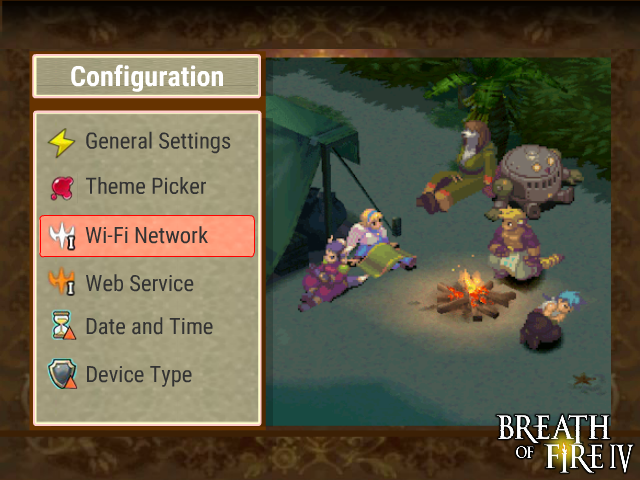 Configuration
General Settings
Theme Picker
Wi-Fi Network
Web Service
Date and Time
Device Type
BREATH
OF FIRE IV